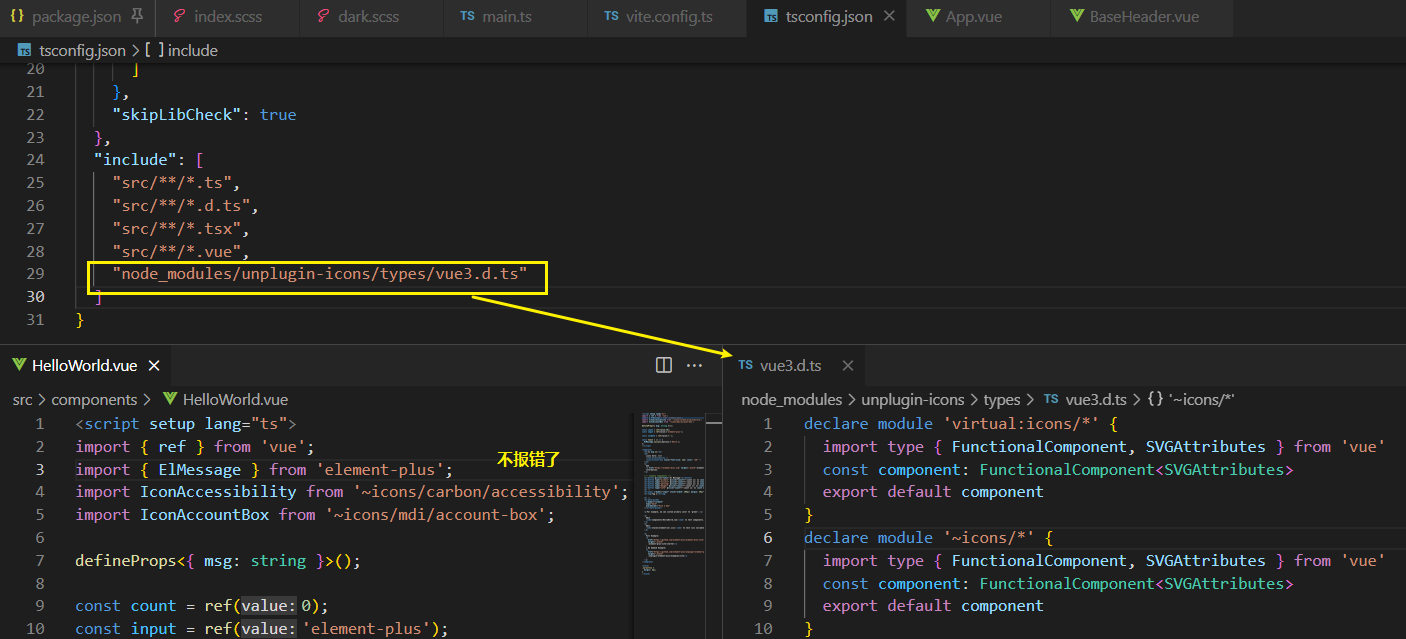 package.json index.scss dark.scss TS main.ts TS vite.config.ts TS tsconfig.json App.vue BaseHeader.vue
TS tsconfig.json > [ ] include
20 ]
21 },
22 "skipLibCheck": true
23 },
24 "include": [
25 "src/**/*.ts",
26 "src/**/*.d.ts",
27 "src/**/*.tsx",
28 "src/**/*.vue",
29 "node_modules/unplugin-icons/types/vue3.d.ts"
30 ]
31 }
HelloWorld.vue
src > components > HelloWorld.vue
1 <script setup lang="ts">
2 import { ref } from 'vue';
3 import { ElMessage } from 'element-plus';
不报错了
4 import IconAccessibility from '~icons/carbon/accessibility';
5 import IconAccountBox from '~icons/mdi/account-box';
6
7 defineProps<{ msg: string }>();
8
9 const count = ref(value: 0);
10 const input = ref(value: 'element-plus');
TS vue3.d.ts
node_modules > unplugin-icons > types > TS vue3.d.ts > {} '~icons/*'
1 declare module 'virtual:icons/*' {
2 import type { FunctionalComponent, SVGAttributes } from 'vue'
3 const component: FunctionalComponent<SVGAttributes>
4 export default component
5 }
6 declare module '~icons/*' {
7 import type { FunctionalComponent, SVGAttributes } from 'vue'
8 const component: FunctionalComponent<SVGAttributes>
9 export default component
10 }